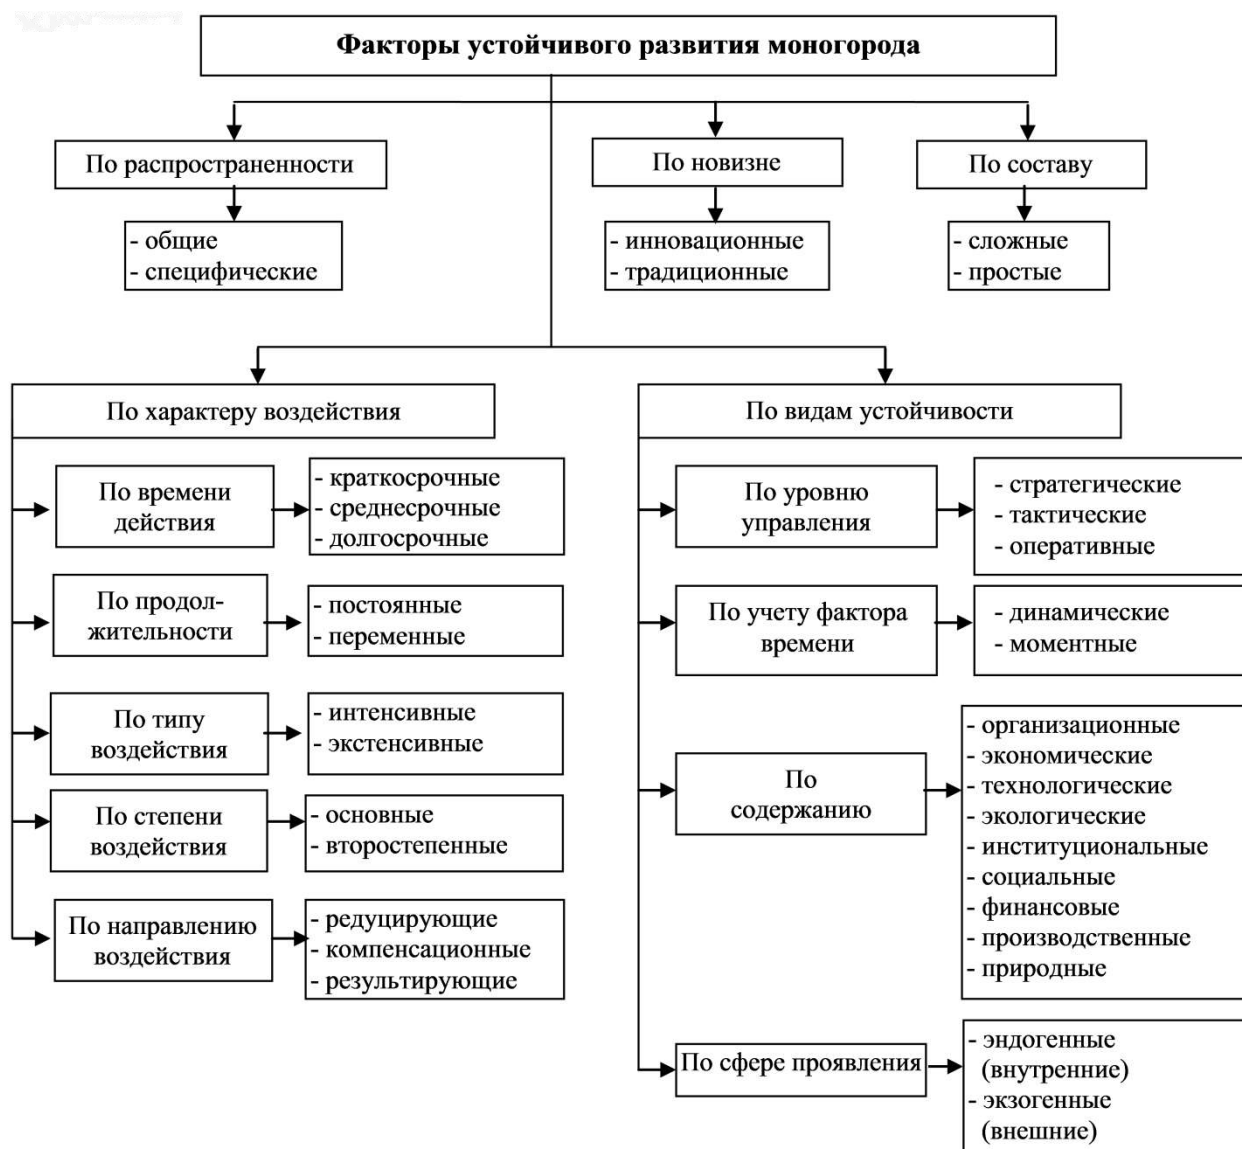 Факторы устойчивого развития моногорода
По распространенности
- общие
- специфические
По новизне
- инновационные
- традиционные
По составу
- сложные
- простые
По характеру воздействия
По времени
действия
- краткосрочные
- среднесрочные
- долгосрочные
По продол-
жительности
- постоянные
- переменные
По типу
воздействия
- интенсивные
- экстенсивные
По степени
воздействия
- основные
- второстепенные
По направлению
воздействия
- редуцирующие
- компенсационные
- результирующие
По видам устойчивости
По уровню
управления
- стратегические
- тактические
- оперативные
По учету фактора
времени
- динамические
- моментные
По
содержанию
- организационные
- экономические
- технологические
- экологические
- институциональные
- социальные
- финансовые
- производственные
- природные
По сфере проявления
- эндогенные
(внутренние)
- экзогенные
(внешние)